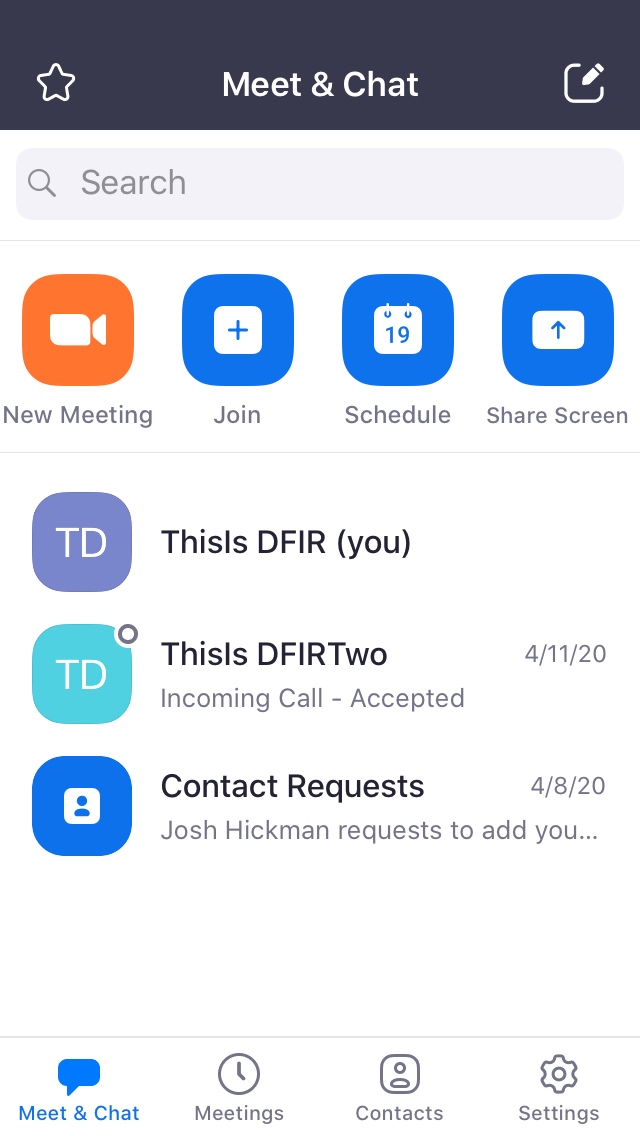 Meet & Chat
Search
19
New Meeting
Join
Schedule
Share Screen
TD
ThisIs DFIR (you)
TD
ThisIs DFIRTwo
4/11/20
Incoming Call - Accepted
Contact Requests
4/8/20
Josh Hickman requests to add you...
Meet & Chat
Meetings
Contacts
Settings